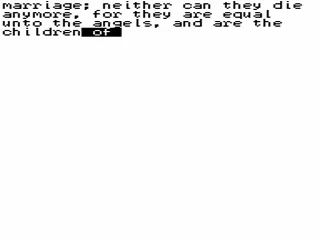 marriage; neither can they die
anymore, for they are equal
unto the angels, and are the
children of